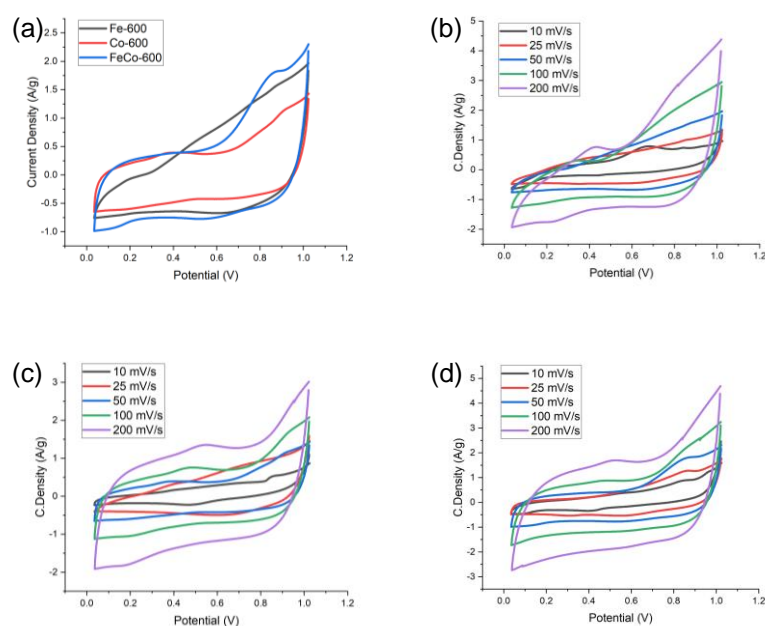 (a)
Fe-600
Co-600
FeCo-600
Current Density (A/g)
2.5
2.0
1.5
1.0
0.5
0.0
-0.5
-1.0
0.0 0.2 0.4 0.6 0.8 1.0 1.2
Potential (V)
(b)
10 mV/s
25 mV/s
50 mV/s
100 mV/s
200 mV/s
C.Density (A/g)
5
4
3
2
1
0
-1
-2
0.0 0.2 0.4 0.6 0.8 1.0 1.2
Potential (V)
(c)
10 mV/s
25 mV/s
50 mV/s
100 mV/s
200 mV/s
C.Density (A/g)
3
2
1
0
-1
-2
0.0 0.2 0.4 0.6 0.8 1.0 1.2
Potential (V)
(d)
10 mV/s
25 mV/s
50 mV/s
100 mV/s
200 mV/s
C.Density (A/g)
5
4
3
2
1
0
-1
-2
-3
0.0 0.2 0.4 0.6 0.8 1.0 1.2
Potential (V)